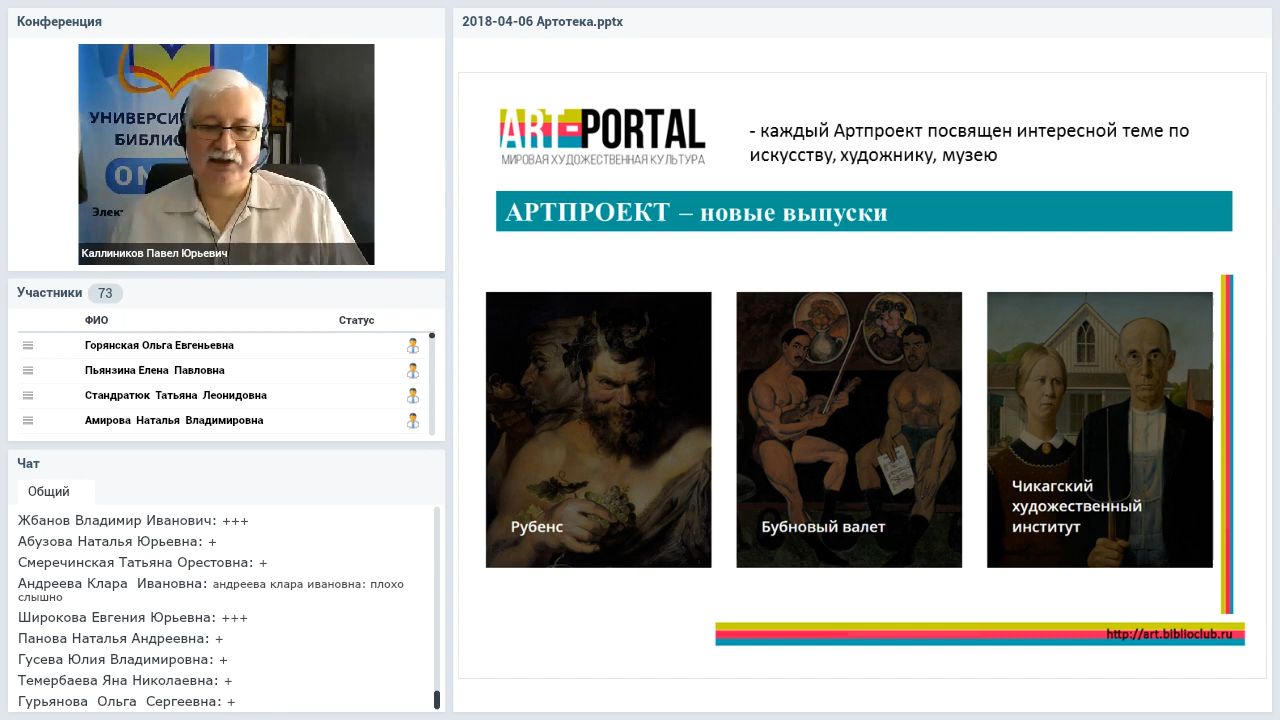 Конференция
УНИВЕРСИ
БИБЛИО
ON
Элек
Каллиников Павел Юрьевич
Участники 73
ФИО Статус
Горянская Ольга Евгеньевна
Пьянзина Елена Павловна
Стандратюк Татьяна Леонидовна
Амирова Наталья Владимировна
Чат
Общий
Жбанов Владимир Иванович: +++
Абузова Наталья Юрьевна: +
Смеречинская Татьяна Орестовна: +
Андреева Клара Ивановна: андреева клара ивановна: плохо
слышно
Широкова Евгения Юрьевна: +++
Панова Наталья Андреевна: +
Гусева Юлия Владимировна: +
Темербаева Яна Николаевна: +
Гурьянова Ольга Сергеевна: +
2018-04-06 Артотека.pptx
ART-PORTAL
МИРОВАЯ ХУДОЖЕСТВЕННАЯ КУЛЬТУРА
- каждый Артпроект посвящен интересной теме по
искусству, художнику, музею
АРТПРОЕКТ – новые выпуски
Рубенс
Бубновый валет
Чикагский
художественный
институт
http://art.biblioclub.ru